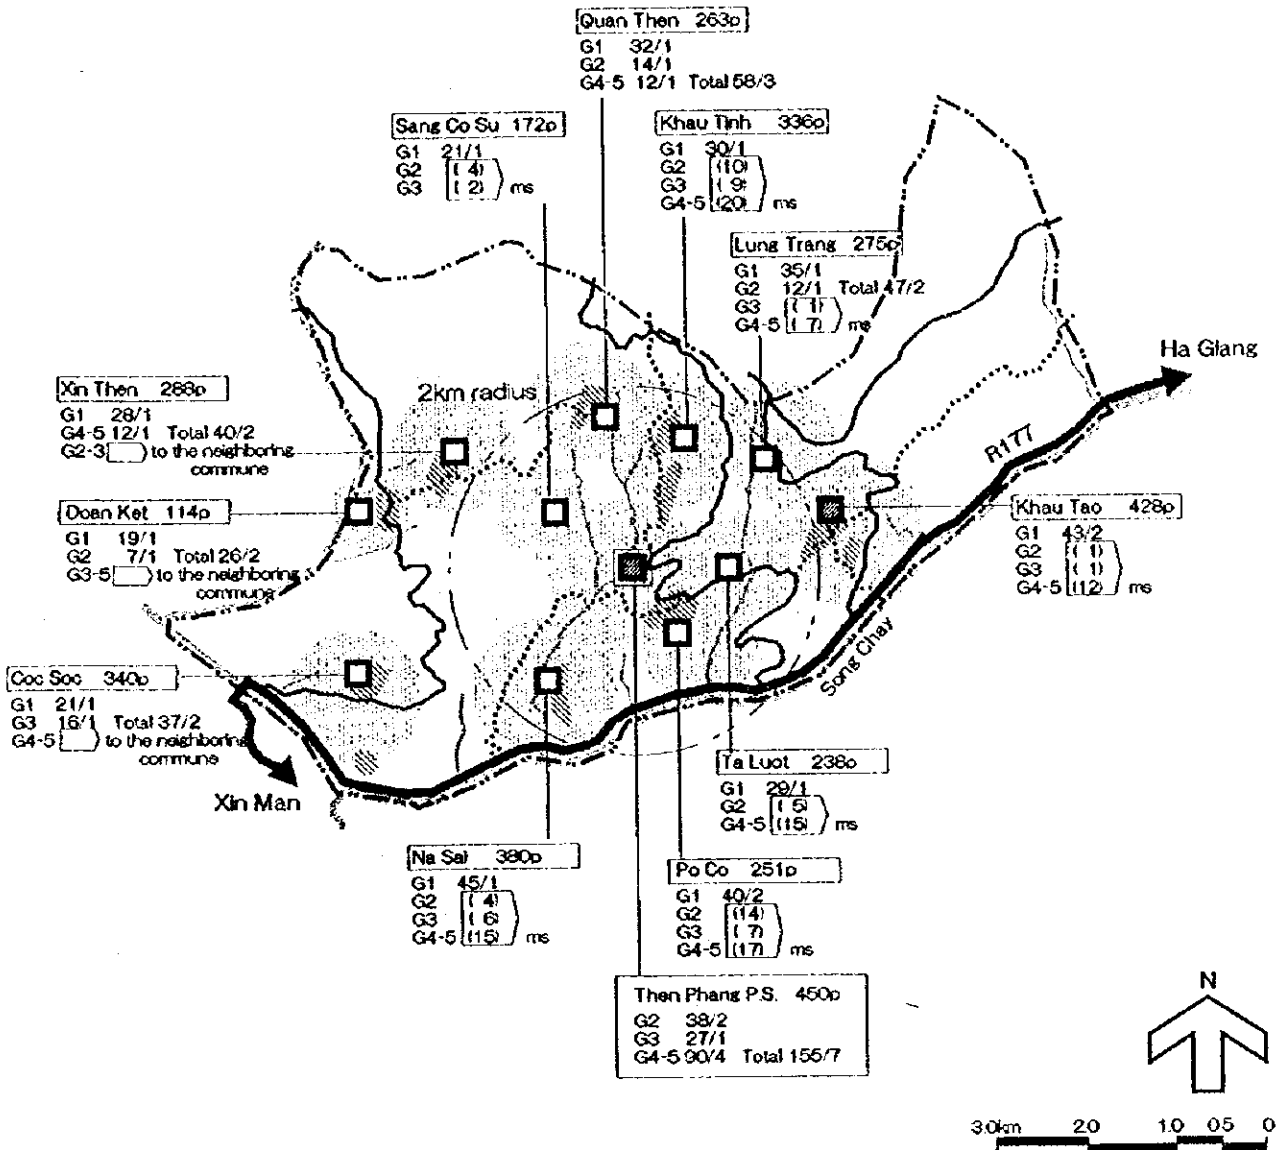 Quan Then 263p
G1 32/1
G2 14/1
G4-5 12/1 Total 58/3
Sang Co Su 172p
G1 21/1
G2 ( 4)
G3 ( 2) ms
Khau Tinh 336p
G1 30/1
G2 (10)
G3 ( 9)
G4-5 (20) ms
Lung Trang 275p
G1 35/1
G2 12/1 Total 47/2
G3 ( 1)
G4-5 ( 7) ms
Ha Giang
2km radius
Xin Then 288p
G1 28/1
G4-5 12/1 Total 40/2
G2-3 to the neighboring
commune
R177
Doan Ket 114p
G1 19/1
G2 7/1 Total 26/2
G3-5 to the neighboring
commune
Khau Tao 428p
G1 43/2
G2 ( 1)
G3 ( 1)
G4-5 (12) ms
Song Chay
Coc Soc 340p
G1 21/1
G3 16/1 Total 37/2
G4-5 to the neighboring
commune
Xin Man
Ta Luot 238p
G1 29/1
G2 ( 5)
G4-5 (15) ms
Na Sai 380p
G1 45/1
G2 ( 4)
G3 ( 6)
G4-5 (15) ms
Po Co 251p
G1 40/2
G2 (14)
G3 ( 7)
G4-5 (17) ms
Then Phang P.S. 450p
G2 38/2
G3 27/1
G4-5 90/4 Total 155/7
N
3.0km 2.0 1.0 0.5 0